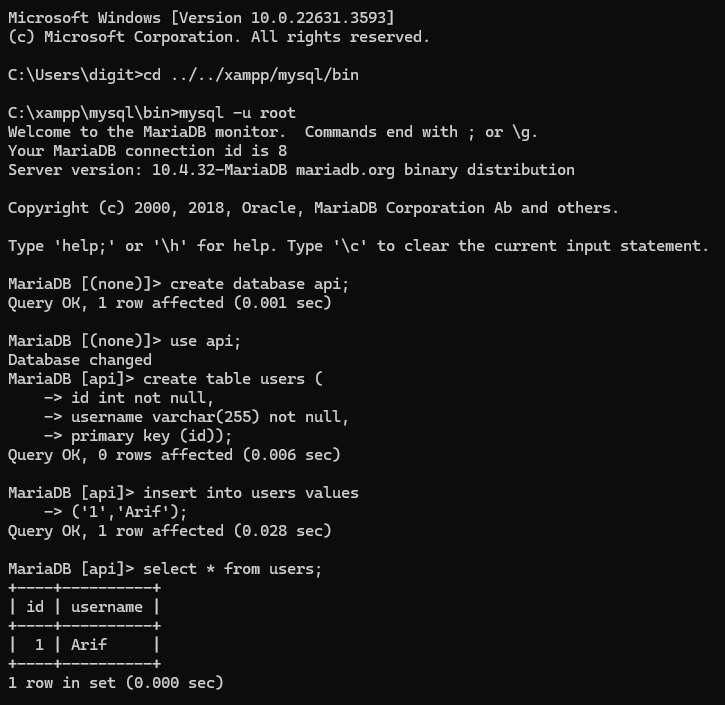 Microsoft Windows [Version 10.0.22631.3593]
(c) Microsoft Corporation. All rights reserved.
C:\Users\digit>cd ../../xampp/mysql/bin
C:\xampp\mysql\bin>mysql -u root
Welcome to the MariaDB monitor.  Commands end with ; or \g.
Your MariaDB connection id is 8
Server version: 10.4.32-MariaDB mariadb.org binary distribution
Copyright (c) 2000, 2018, Oracle, MariaDB Corporation Ab and others.
Type 'help;' or '\h' for help. Type '\c' to clear the current input statement.
MariaDB [(none)]> create database api;
Query OK, 1 row affected (0.001 sec)
MariaDB [(none)]> use api;
Database changed
MariaDB [api]> create table users (
    -> id int not null,
    -> username varchar(255) not null,
    -> primary key (id));
Query OK, 0 rows affected (0.006 sec)
MariaDB [api]> insert into users values
    -> ('1','Arif');
Query OK, 1 row affected (0.028 sec)
MariaDB [api]> select * from users;
+----+----------+
| id | username |
+----+----------+
|  1 | Arif     |
+----+----------+
1 row in set (0.000 sec)